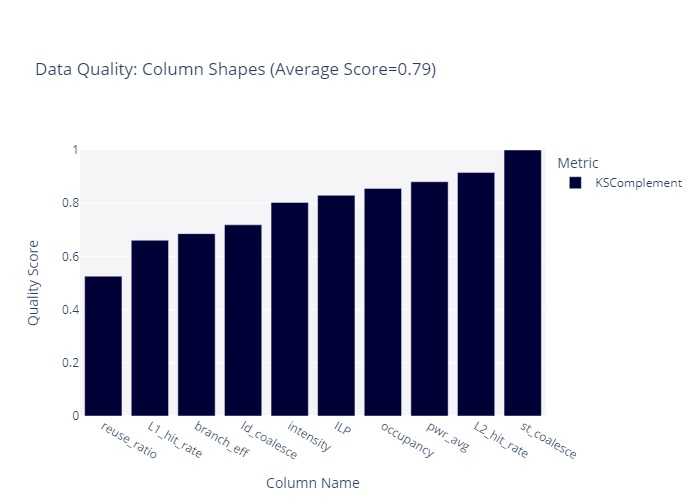 Data Quality: Column Shapes (Average Score=0.79)
Metric
KSComplement
Quality Score
1
0.8
0.6
0.4
0.2
0
reuse_ratio
L1_hit_rate
branch_eff
ld_coalesce
intensity
ILP
occupancy
pwr_avg
L2_hit_rate
st_coalesce
Column Name